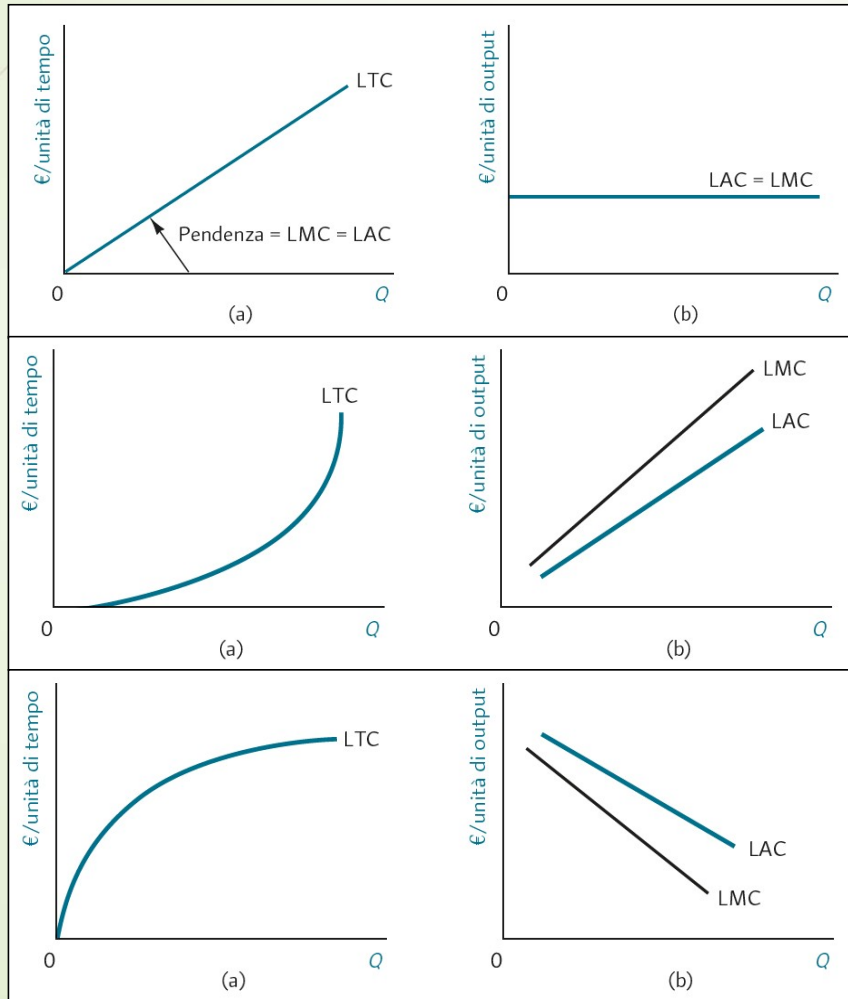 €/unità di tempo
LTC
Pendenza = LMC = LAC
0
Q
(a)
€/unità di output
LAC = LMC
0
Q
(b)
€/unità di tempo
LTC
0
Q
(a)
€/unità di output
LMC
LAC
0
Q
(b)
€/unità di tempo
LTC
0
Q
(a)
€/unità di output
LAC
LMC
0
Q
(b)